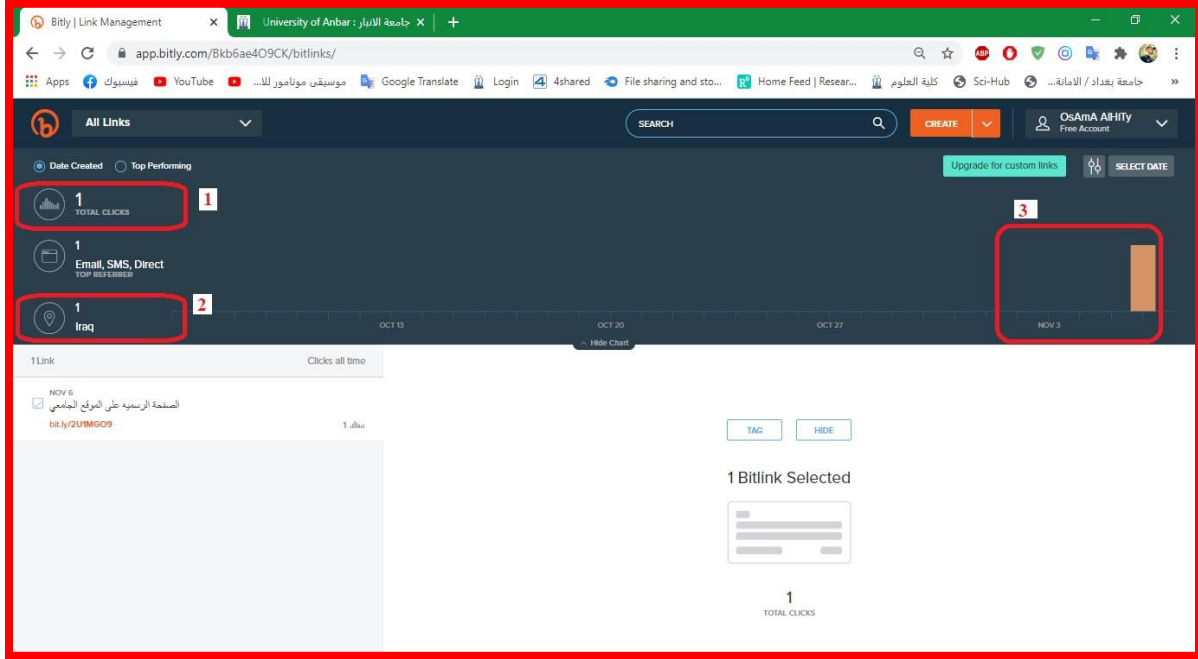 Bitly | Link Management × University of Anbar : جامعة الانبار × +
app.bitly.com/Bkb6ae4O9CK/bitlinks/
Apps فيسبوك YouTube موسيقى مونامور للا... Google Translate Login 4shared File sharing and sto... Home Feed | Resear... كلية العلوم Sci-Hub جامعة بغداد / الامانة... »
All Links SEARCH CREATE OsAmA AlHITy
Free Account
Date Created Top Performing Upgrade for custom links SELECT DATE
1 1
TOTAL CLICKS
3
1
Email, SMS, Direct
TOP REFERRER
1 2
Iraq
OCT 13 OCT 20 OCT 27 NOV 3
Hide Chart
1 Link Clicks all time
NOV 6
الصفحة الرسميه على الموقع الجامعي
bit.ly/2U1MGO9 1
TAG HIDE
1 Bitlink Selected
1
TOTAL CLICKS